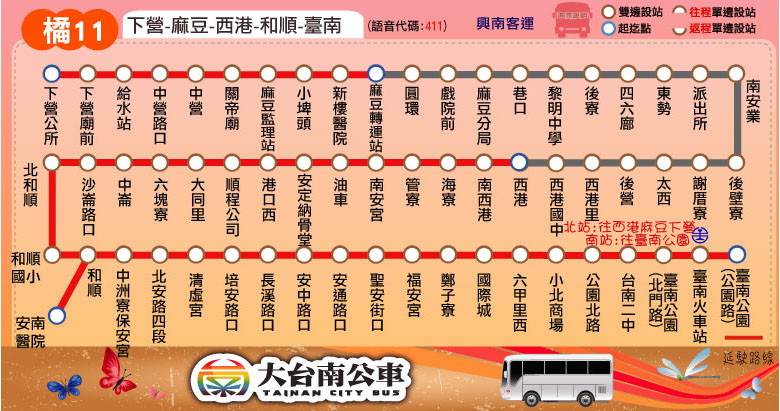 橘11
下營-麻豆-西港-和順-臺南
(語音代碼:411)
興南客運
雙邊設站
往程單邊設站
起迄點
返程單邊設站
下營公所
下營廟前
給水站
中營路口
中營
關帝廟
麻豆監理站
小埤頭
新樓醫院
麻豆轉運站
圓環
戲院前
麻豆分局
巷口
黎明中學
後寮
四六廍
東勢
派出所
南安業
北和順
沙崙路口
中崙
六塊寮
大同里
順程公司
港口西
安定納骨堂
油車
南安宮
管寮
海寮
南西港
西港
西港國中
西港里
後營
太西
謝厝寮
後壁寮
北站:往西港麻豆下營
南站:往臺南公園
和順國小
安南醫院
和順
中洲寮保安宮
北安路四段
清虛宮
培安路口
長溪路口
安中路口
安通路口
聖安街口
福安宮
鄭子寮
國際城
六甲里西
小北商場
公園北路
台南二中
臺南公園(北門路)
臺南火車站
臺南公園(公園路)
延駛路線
大台南公車
TAINAN CITY BUS